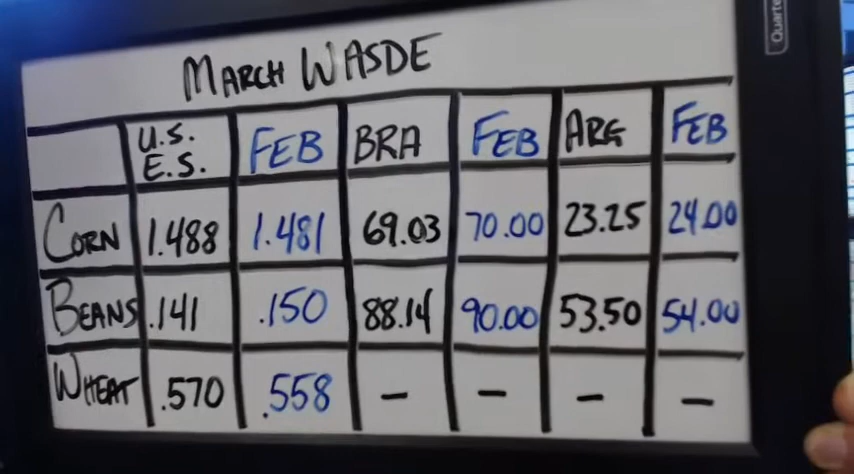 MARCH WASDE
U.S. E.S. FEB BRA FEB ARG FEB
CORN 1.488 1.481 69.03 70.00 23.25 24.00
BEANS .141 .150 88.14 90.00 53.50 54.00
WHEAT .570 .558 – – – –
Quarte